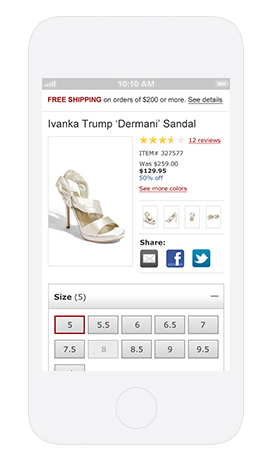 10:10 AM
FREE SHIPPING on orders of $200 or more. See details
Ivanka Trump ‘Dermani’ Sandal
12 reviews
ITEM# 327577
Was $259.00
$129.95
50% off
See more colors
Share:
Size (5)
5 5.5 6 6.5 7
7.5 8 8.5 9 9.5